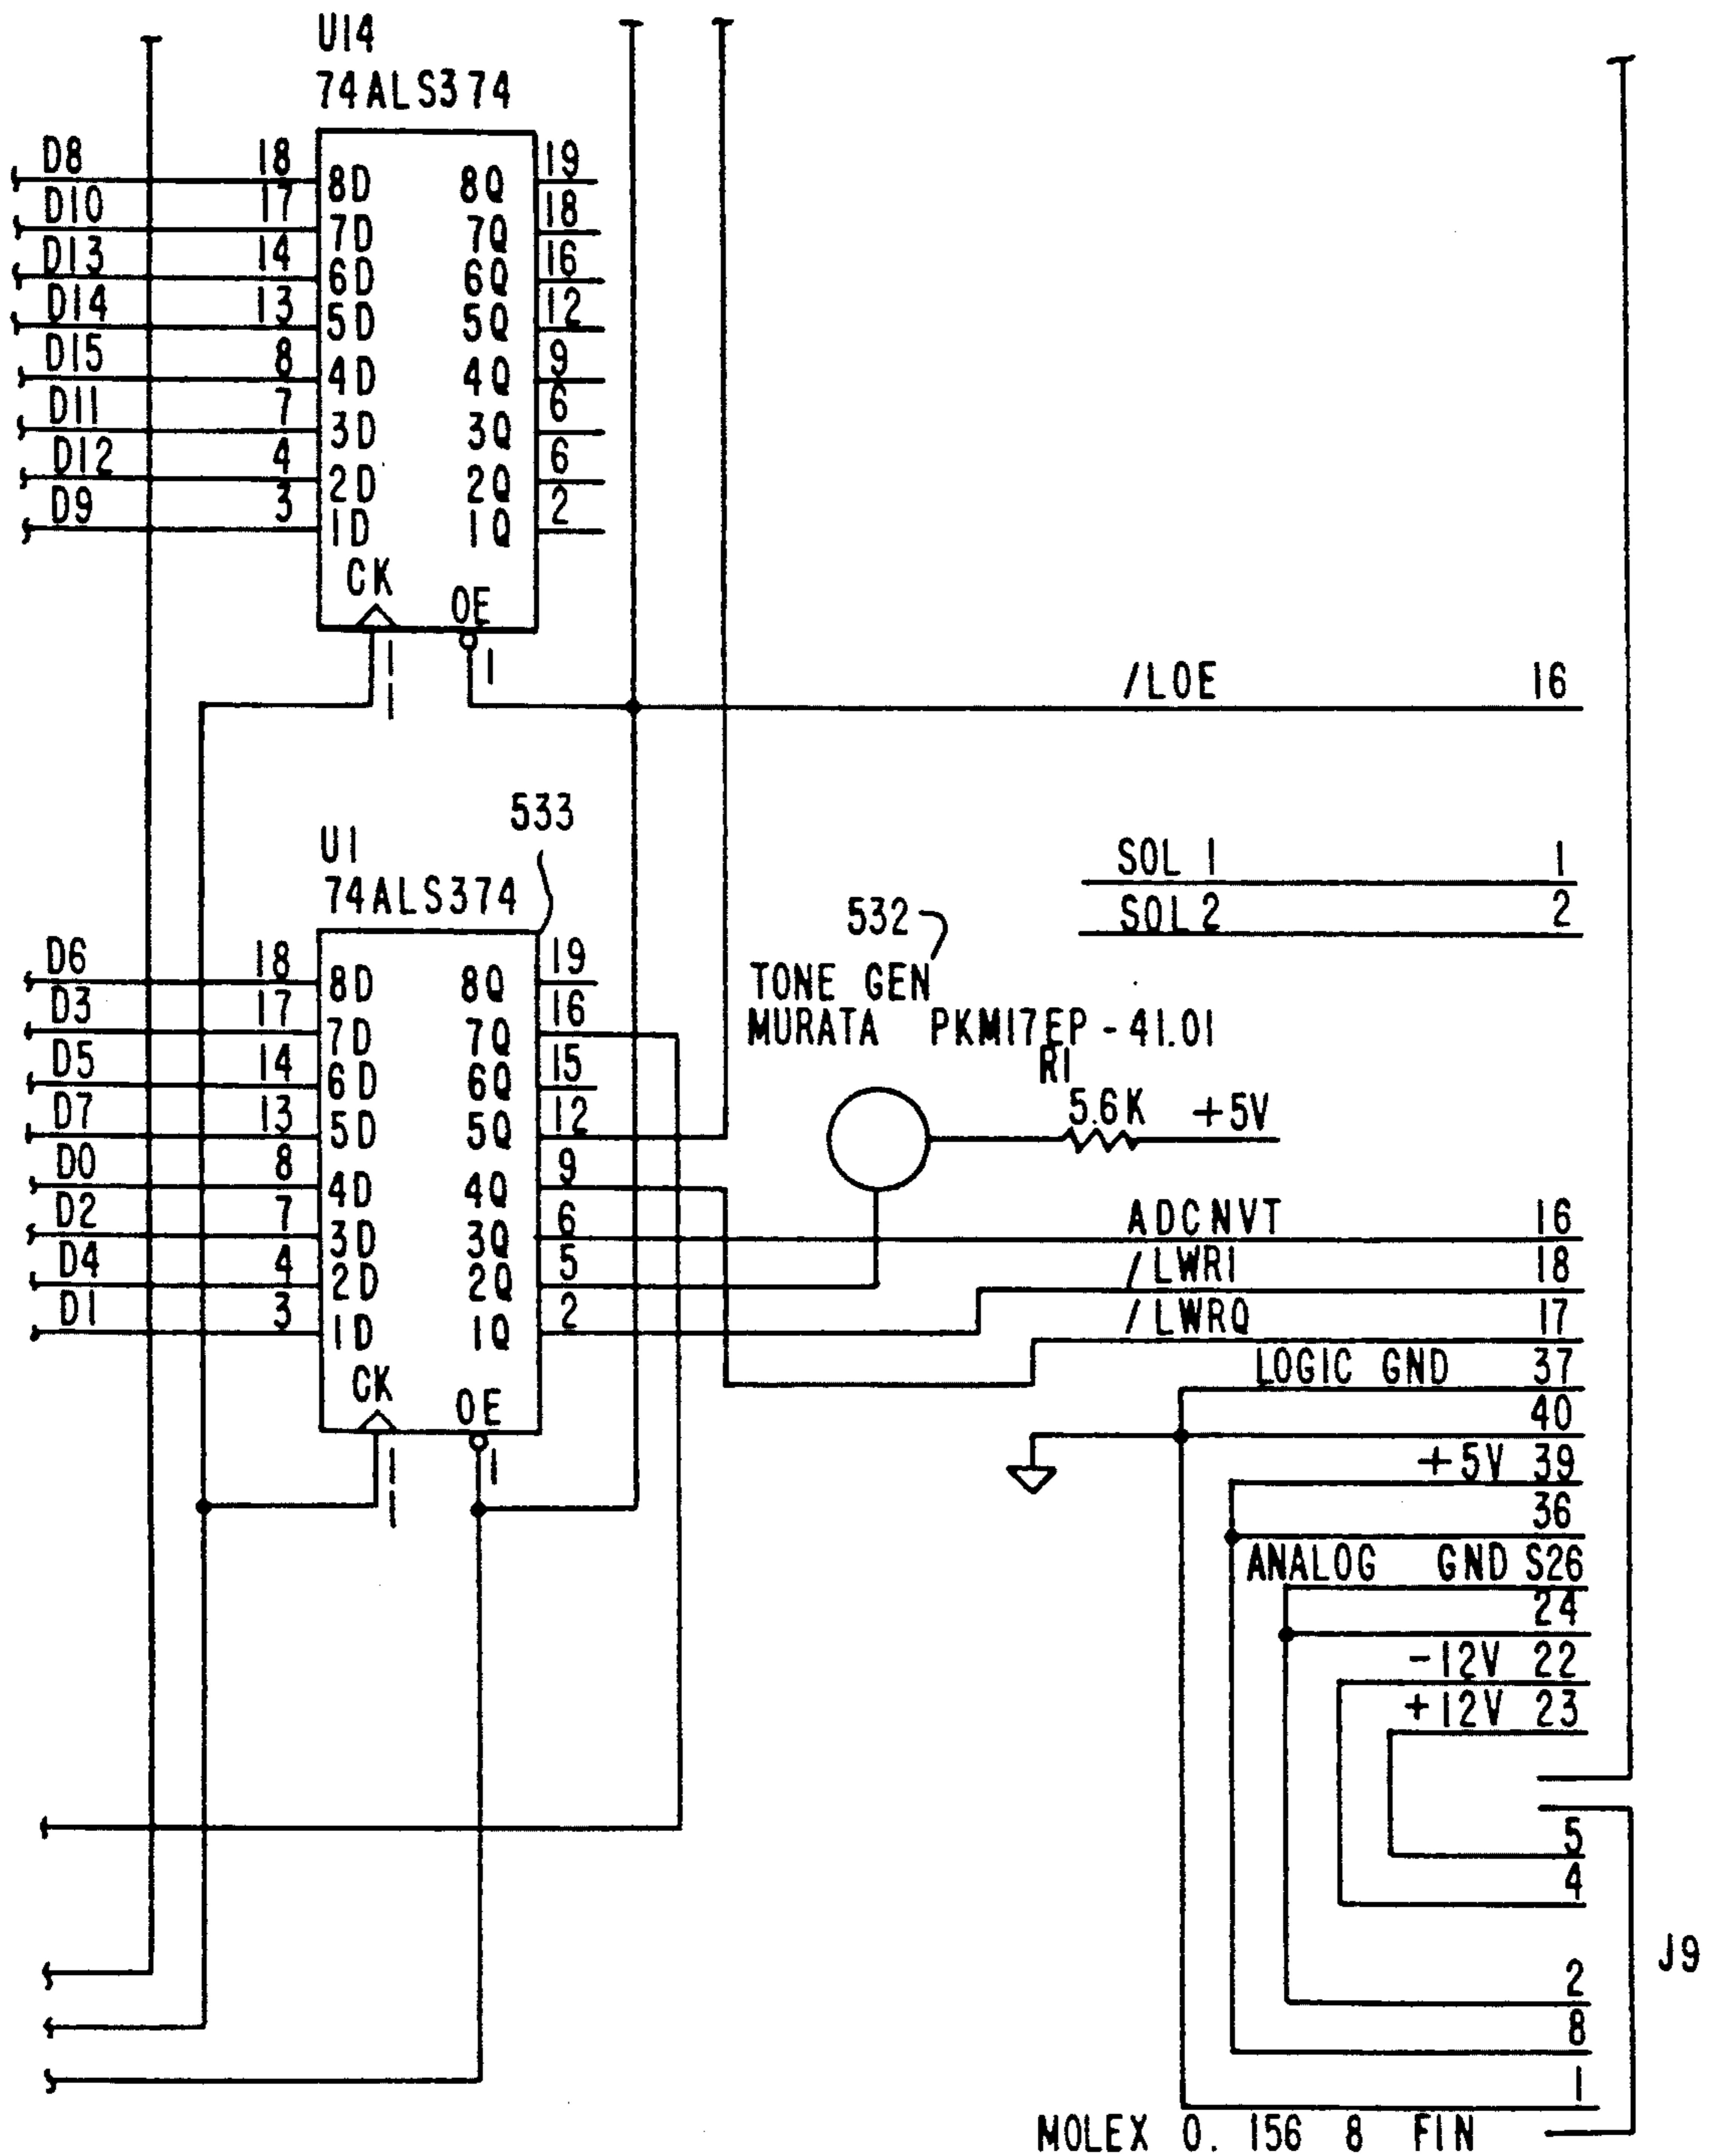 U14
74ALS374
D8 18 8D 8Q 19
D10 17 7D 7Q 18
D13 14 6D 6Q 16
D14 13 5D 5Q 12
D15 8 4D 4Q 9
D11 7 3D 3Q 6
D12 4 2D 2Q 6
D9 3 1D 1Q 2
CK OE
11 1
/LOE 16
533
U1
74ALS374
SOL 1 1
SOL 2 2
532
TONE GEN
MURATA PKM17EP-41.01
R1
5.6K +5V
D6 18 8D 8Q 19
D3 17 7D 7Q 16
D5 14 6D 6Q 15
D7 13 5D 5Q 12
D0 8 4D 4Q 9
D2 7 3D 3Q 6
D4 4 2D 2Q 5
D1 3 1D 1Q 2
CK OE
11 1
ADCNVT 16
/LWRI 18
/LWRQ 17
LOGIC GND 37
40
+5V 39
36
ANALOG GND S26
24
-12V 22
+12V 23
5
4
J9
2
8
1
MOLEX 0. 156 8 FIN